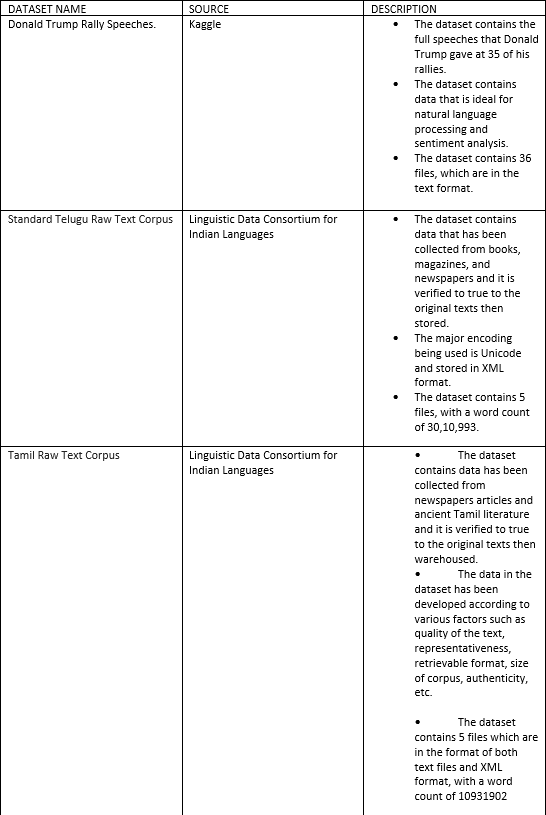 DATASET NAME SOURCE DESCRIPTION
Donald Trump Rally Speeches. Kaggle
• The dataset contains the
full speeches that Donald
Trump gave at 35 of his
rallies.
• The dataset contains
data that is ideal for
natural language
processing and
sentiment analysis.
• The dataset contains 36
files, which are in the
text format.
Standard Telugu Raw Text Corpus
Linguistic Data Consortium for
Indian Languages
• The dataset contains
data that has been
collected from books,
magazines, and
newspapers and it is
verified to true to the
original texts then
stored.
• The major encoding
being used is Unicode
and stored in XML
format.
• The dataset contains 5
files, with a word count
of 30,10,993.
Tamil Raw Text Corpus
Linguistic Data Consortium for
Indian Languages
• The dataset
contains data has been
collected from
newspapers articles and
ancient Tamil literature
and it is verified to true
to the original texts then
warehoused.
• The data in the
dataset has been
developed according to
various factors such as
quality of the text,
representativeness,
retrievable format, size
of corpus, authenticity,
etc.
• The dataset
contains 5 files which are
in the format of both
text files and XML
format, with a word
count of 10931902